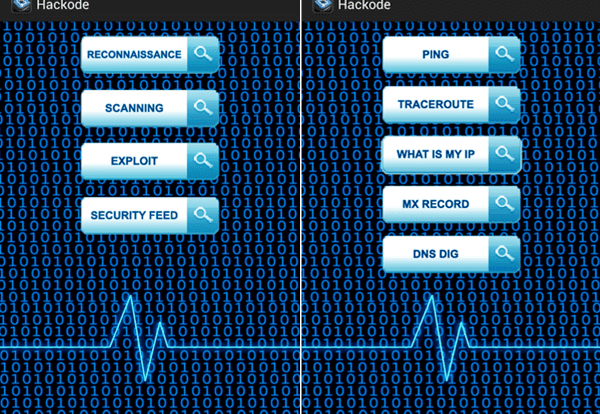 Hackode
RECONNAISSANCE
SCANNING
EXPLOIT
SECURITY FEED
Hackode
PING
TRACEROUTE
WHAT IS MY IP
MX RECORD
DNS DIG